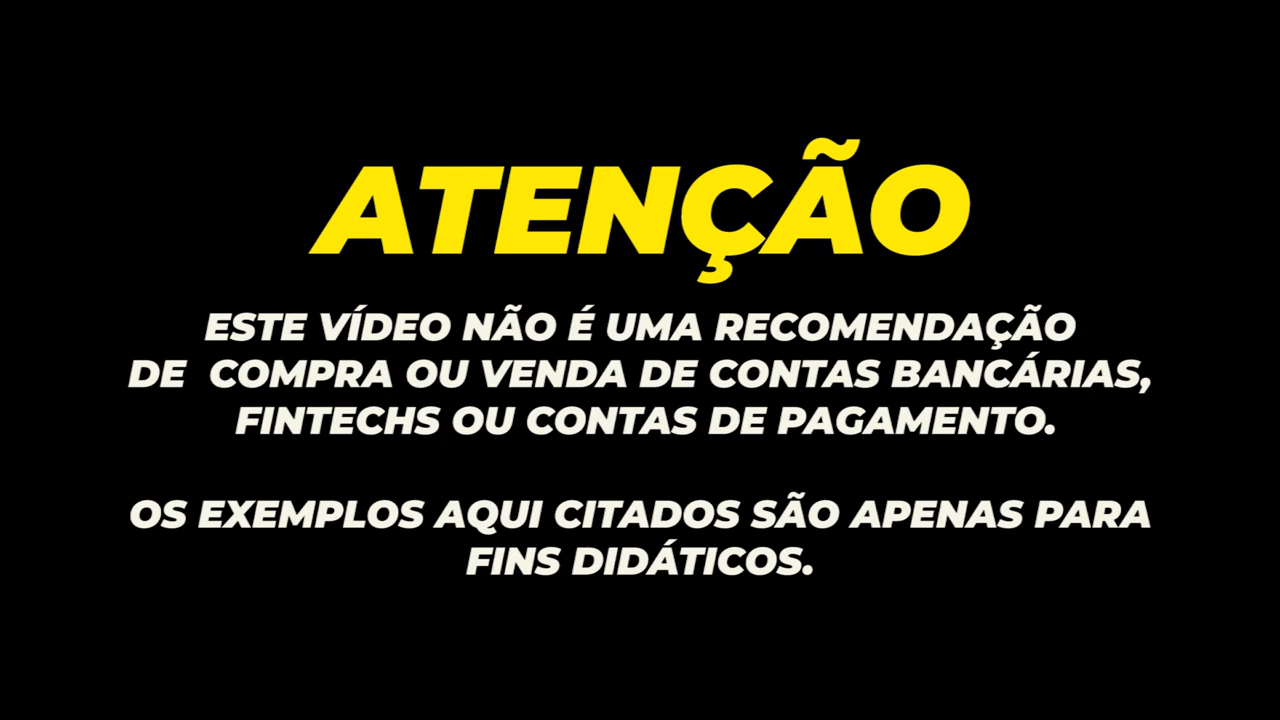 ATENÇÃO
ESTE VÍDEO NÃO É UMA RECOMENDAÇÃO
DE COMPRA OU VENDA DE CONTAS BANCÁRIAS,
FINTECHS OU CONTAS DE PAGAMENTO.
OS EXEMPLOS AQUI CITADOS SÃO APENAS PARA
FINS DIDÁTICOS.